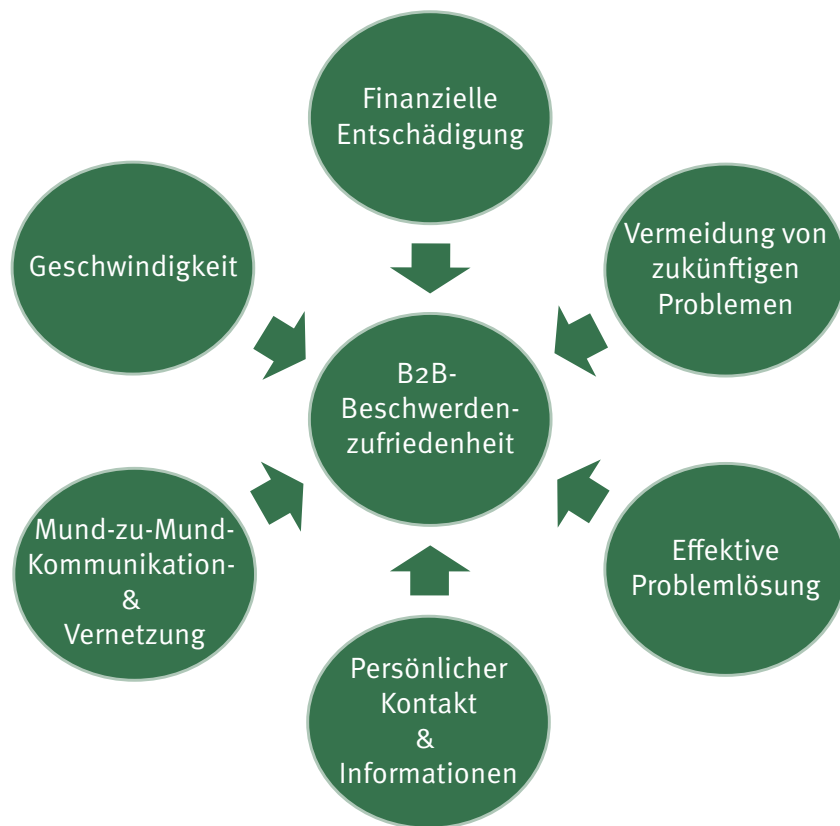 Finanzielle
Entschädigung
Geschwindigkeit
Vermeidung von
zukünftigen
Problemen
B2B-
Beschwerden-
zufriedenheit
Mund-zu-Mund-
Kommunikation-
&
Vernetzung
Effektive
Problemlösung
Persönlicher
Kontakt
&
Informationen